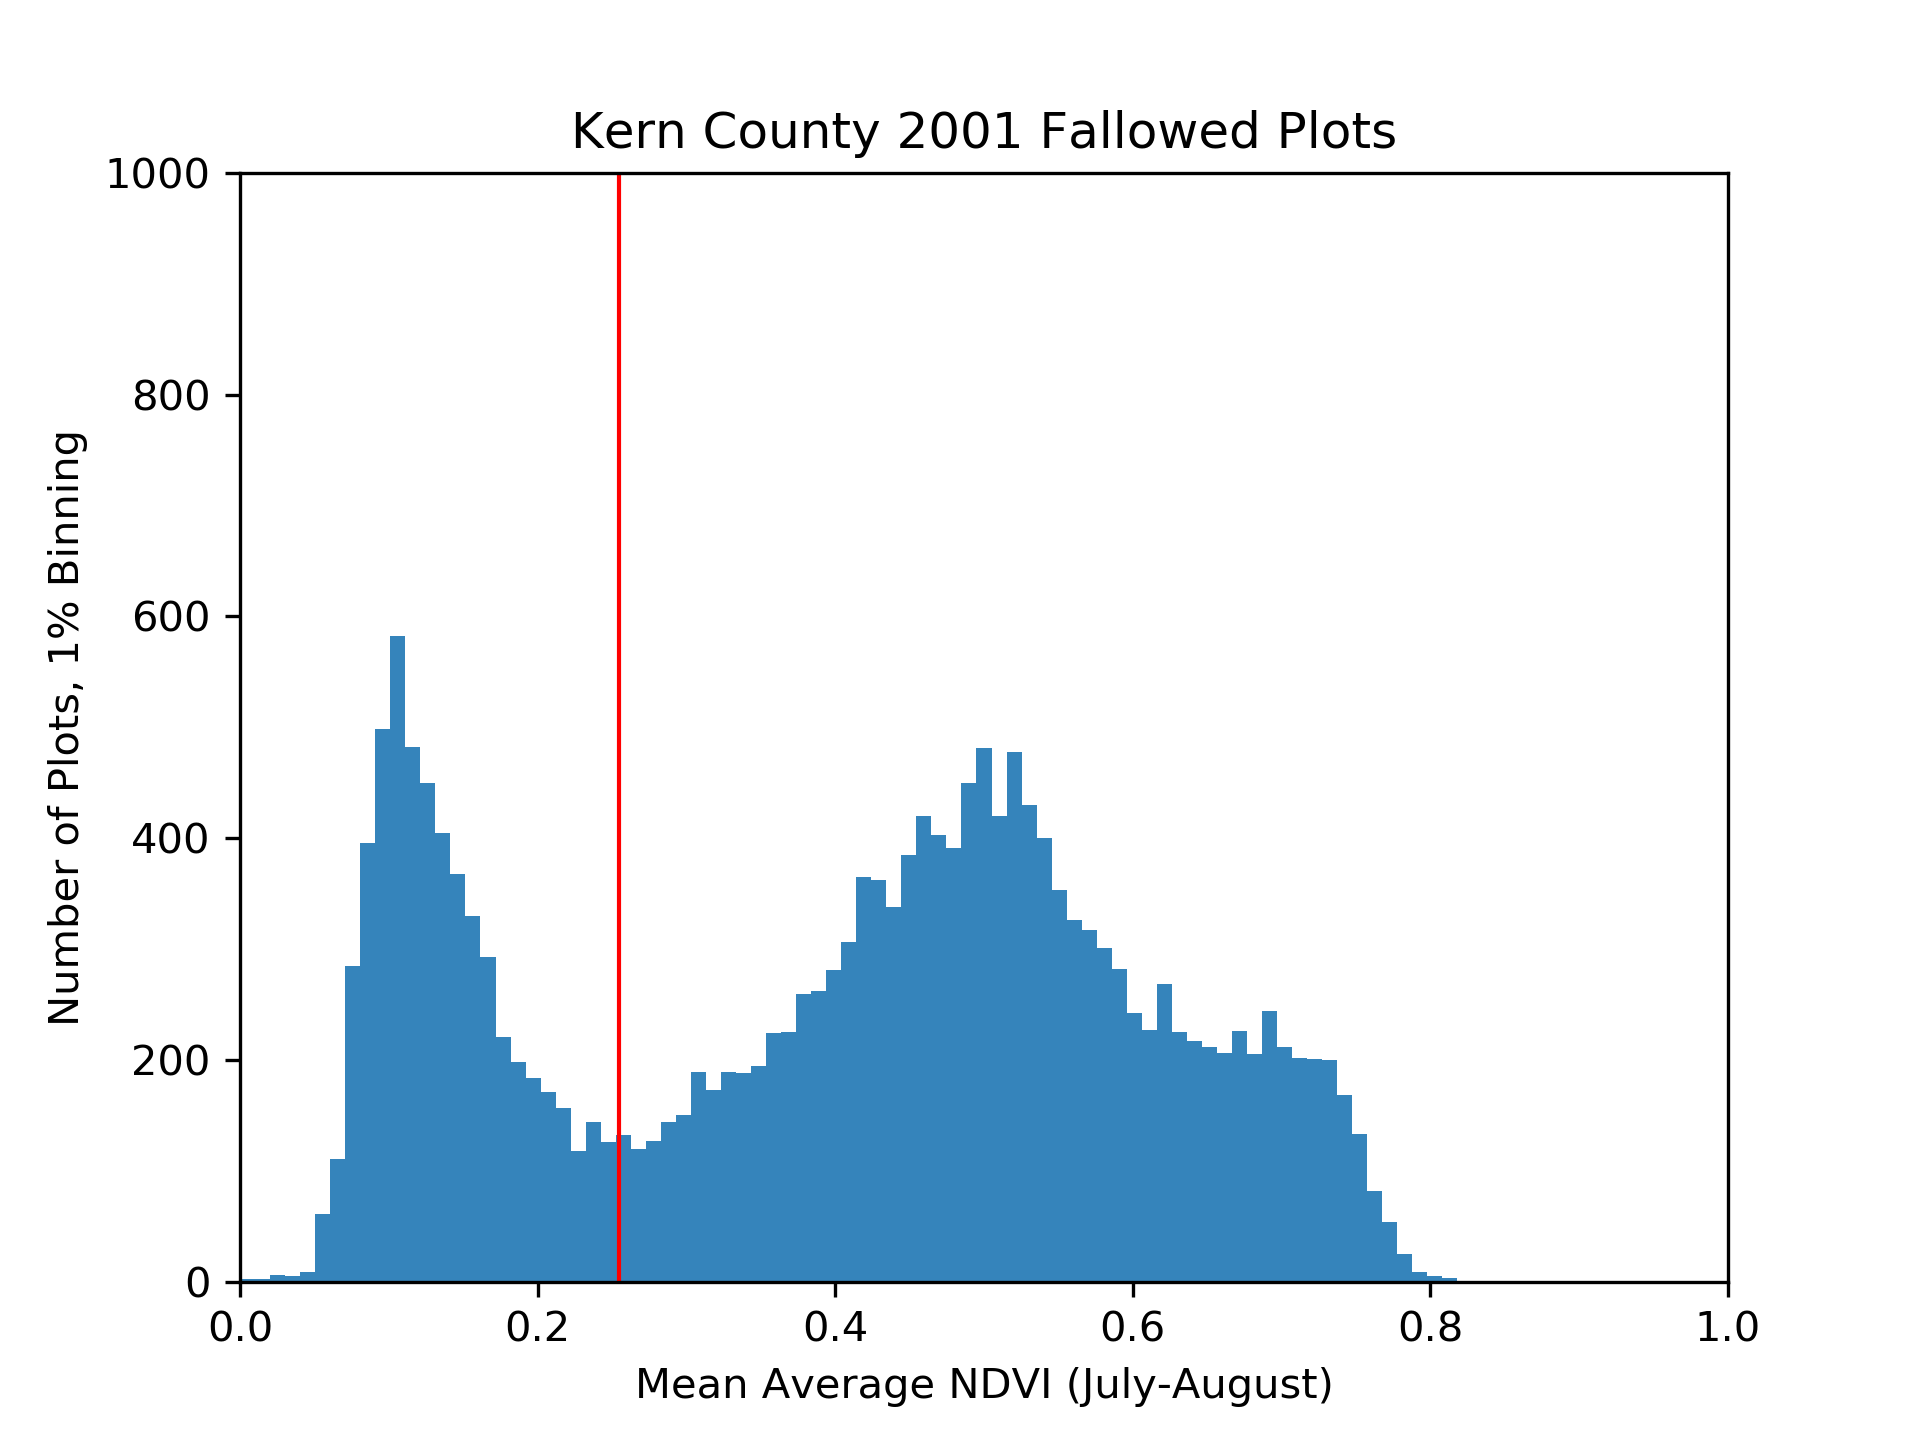 Kern County 2001 Fallowed Plots
1000
800
600
400
200
0
Number of Plots, 1% Binning
0.0 0.2 0.4 0.6 0.8 1.0
Mean Average NDVI (July-August)